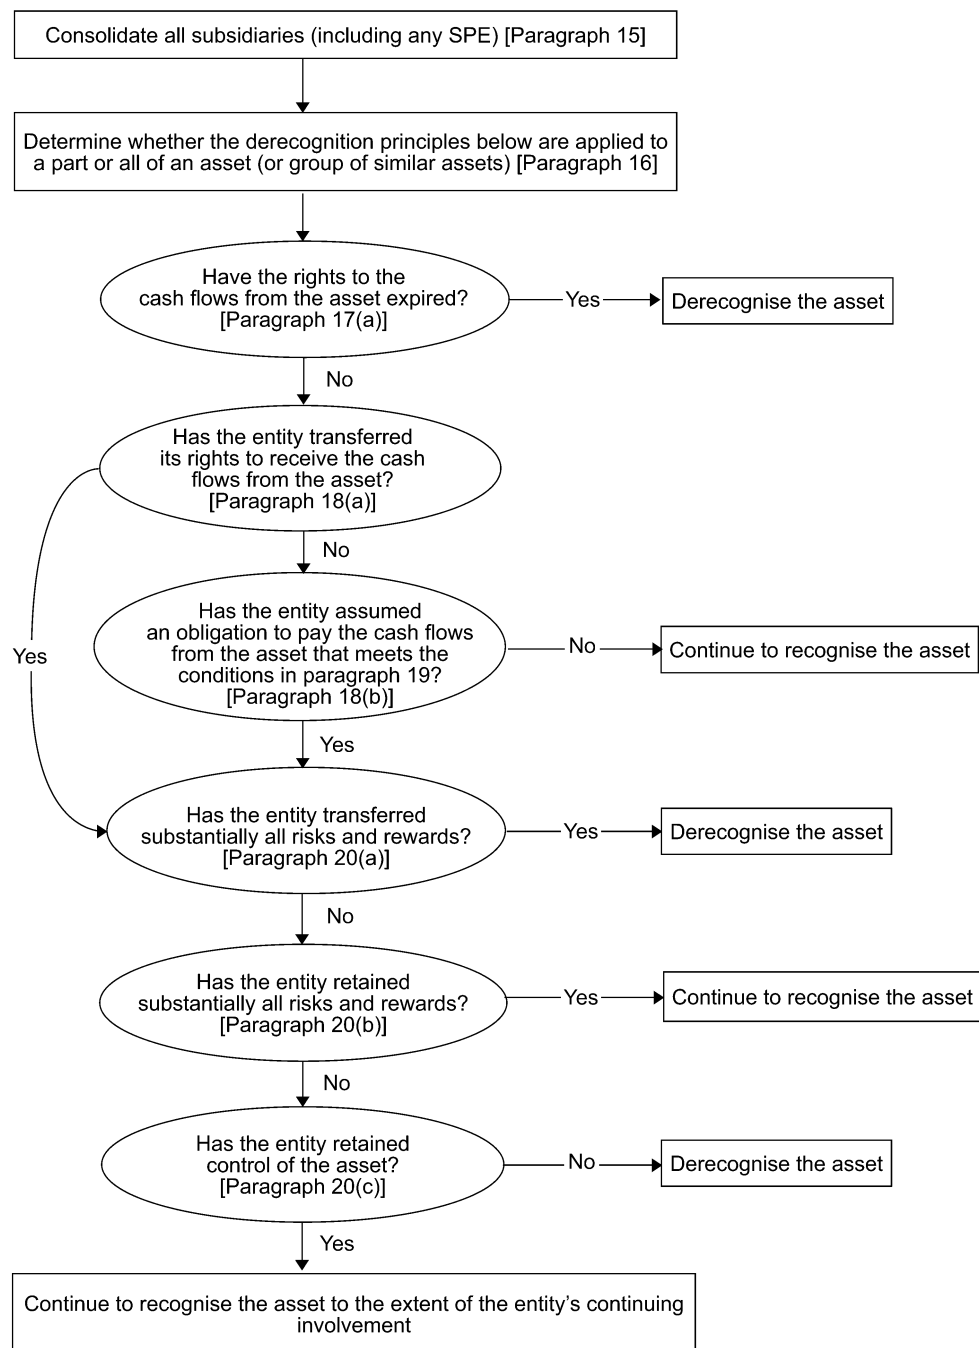 Consolidate all subsidiaries (including any SPE) [Paragraph 15]
Determine whether the derecognition principles below are applied to
a part or all of an asset (or group of similar assets) [Paragraph 16]
Have the rights to the
cash flows from the asset expired?
[Paragraph 17(a)]
Yes
Derecognise the asset
No
Has the entity transferred
its rights to receive the cash
flows from the asset?
[Paragraph 18(a)]
No
Yes
Has the entity assumed
an obligation to pay the cash flows
from the asset that meets the
conditions in paragraph 19?
[Paragraph 18(b)]
No
Continue to recognise the asset
Yes
Has the entity transferred
substantially all risks and rewards?
[Paragraph 20(a)]
Yes
Derecognise the asset
No
Has the entity retained
substantially all risks and rewards?
[Paragraph 20(b)]
Yes
Continue to recognise the asset
No
Has the entity retained
control of the asset?
[Paragraph 20(c)]
No
Derecognise the asset
Yes
Continue to recognise the asset to the extent of the entity’s continuing
involvement